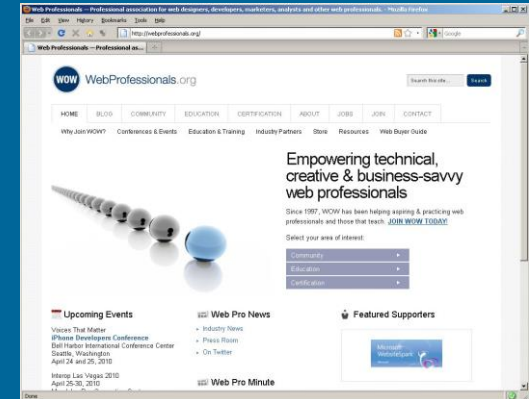 Web Professionals — Professional association for web designers, developers, marketers, analysts and other web professionals. - Mozilla Firefox
File Edit View History Bookmarks Tools Help
http://webprofessionals.org/
Google
Web Professionals — Professional as...
WOW WebProfessionals.org
Search this site...
Search
HOME BLOG COMMUNITY EDUCATION CERTIFICATION ABOUT JOBS JOIN CONTACT
Why Join WOW? Conferences & Events Education & Training Industry Partners Store Resources Web Buyer Guide
Empowering technical,
creative & business-savvy
web professionals
Since 1997, WOW has been helping aspiring & practicing web
professionals and those that teach. JOIN WOW TODAY!
Select your area of interest:
Community
Education
Certification
Upcoming Events
Voices That Matter
iPhone Developers Conference
Bell Harbor International Conference Center
Seattle, Washington
April 24 and 25, 2010
Interop Las Vegas 2010
April 25-30, 2010
Web Pro News
Industry News
Press Room
On Twitter
Web Pro Minute
Featured Supporters
Microsoft
WebsiteSpark
Done